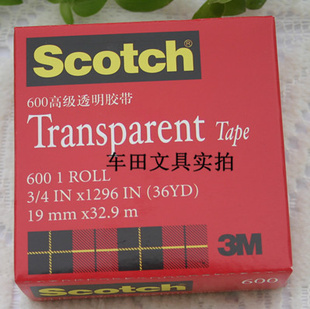 Scotch®
600高级透明胶带
Transparent Tape
车田文具实拍
600 1 ROLL
3/4 IN x1296 IN (36YD)
19 mm x32.9 m
3M
Scotch
600